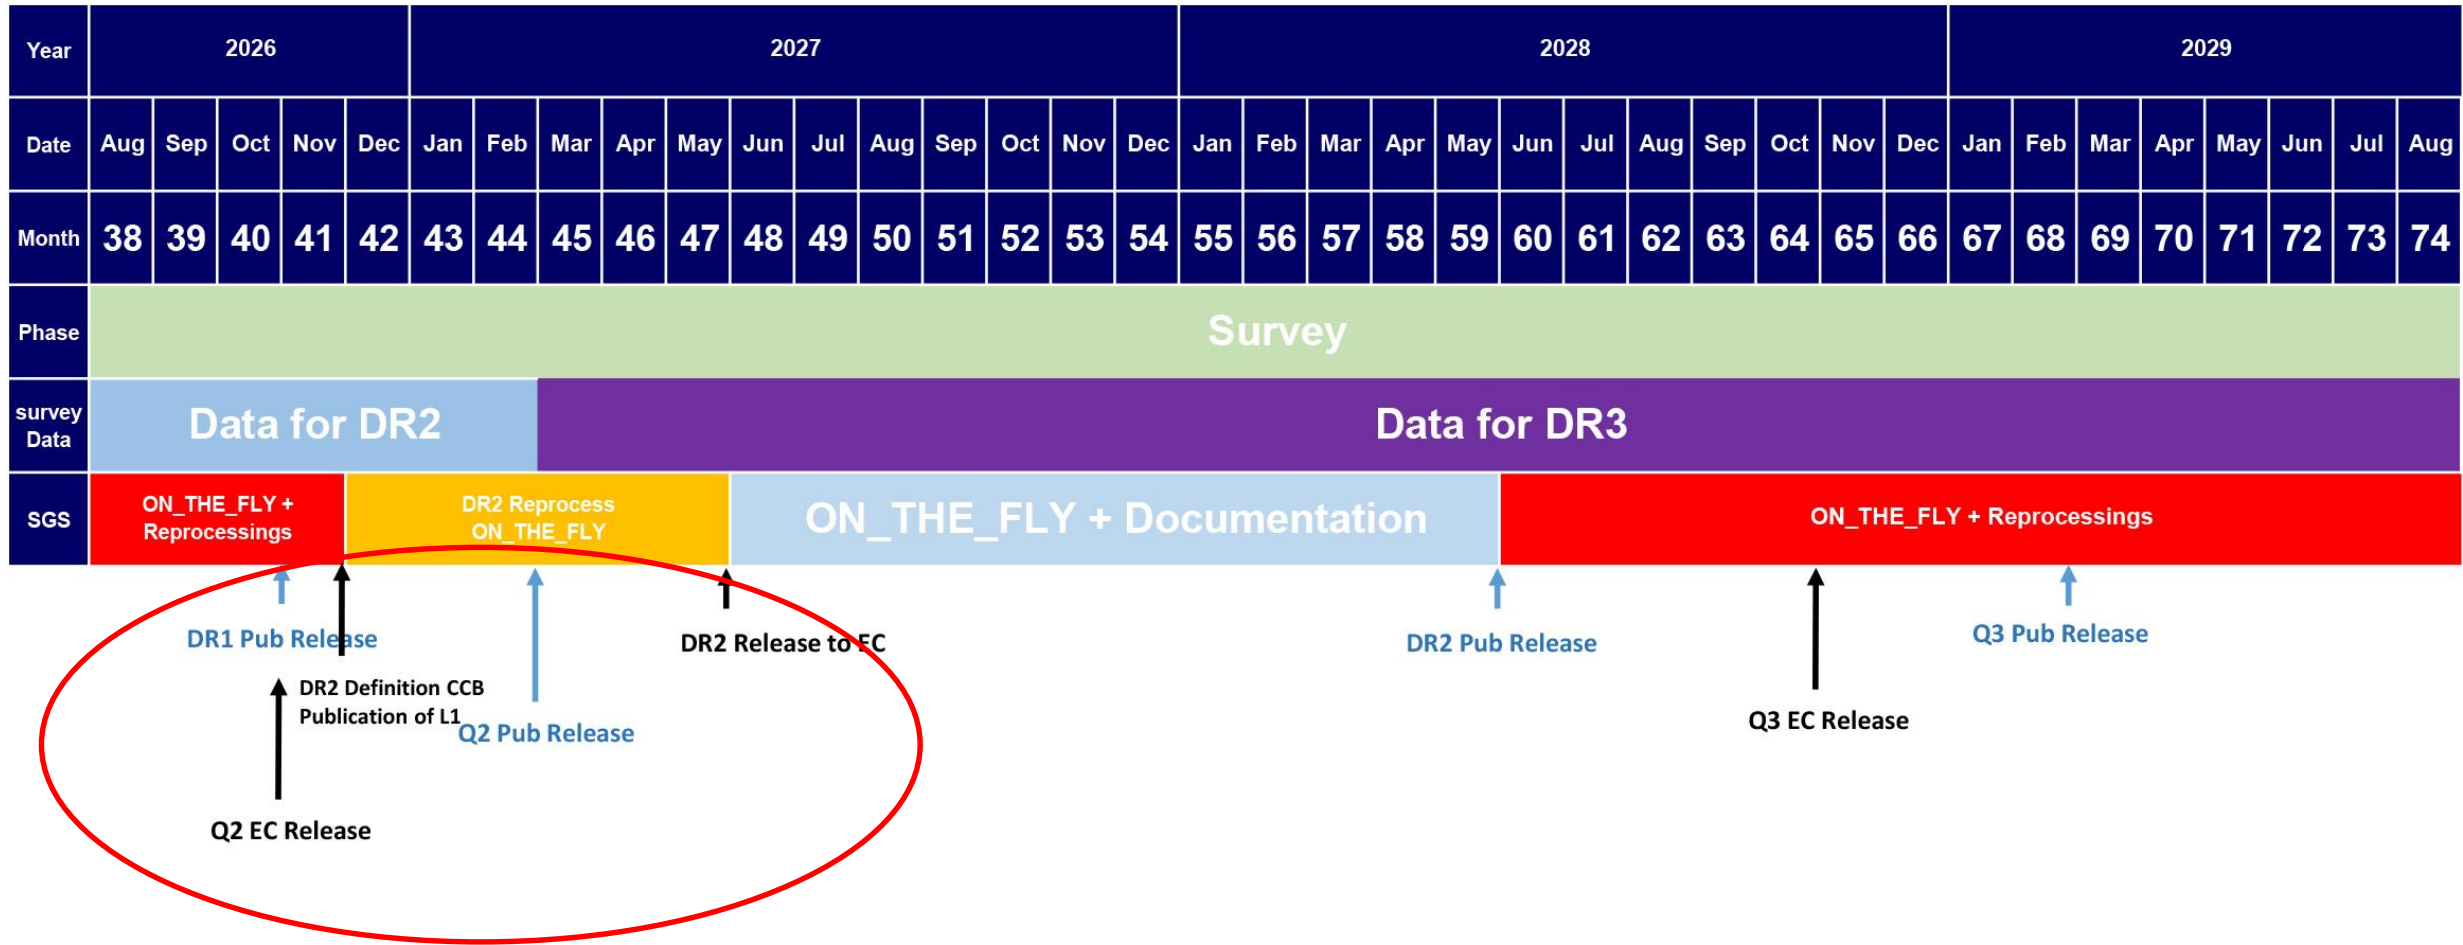 Year 2026 2027 2028 2029
Date Aug Sep Oct Nov Dec Jan Feb Mar Apr May Jun Jul Aug Sep Oct Nov Dec Jan Feb Mar Apr May Jun Jul Aug Sep Oct Nov Dec Jan Feb Mar Apr May Jun Jul Aug
Month 38 39 40 41 42 43 44 45 46 47 48 49 50 51 52 53 54 55 56 57 58 59 60 61 62 63 64 65 66 67 68 69 70 71 72 73 74
Phase Survey
survey
Data
Data for DR2
Data for DR3
SGS
ON_THE_FLY +
Reprocessings
DR2 Reprocess
ON_THE_FLY
ON_THE_FLY + Documentation
ON_THE_FLY + Reprocessings
DR1 Pub Release
DR2 Definition CCB
Publication of L1
Q2 EC Release
Q2 Pub Release
DR2 Release to EC
DR2 Pub Release
Q3 EC Release
Q3 Pub Release